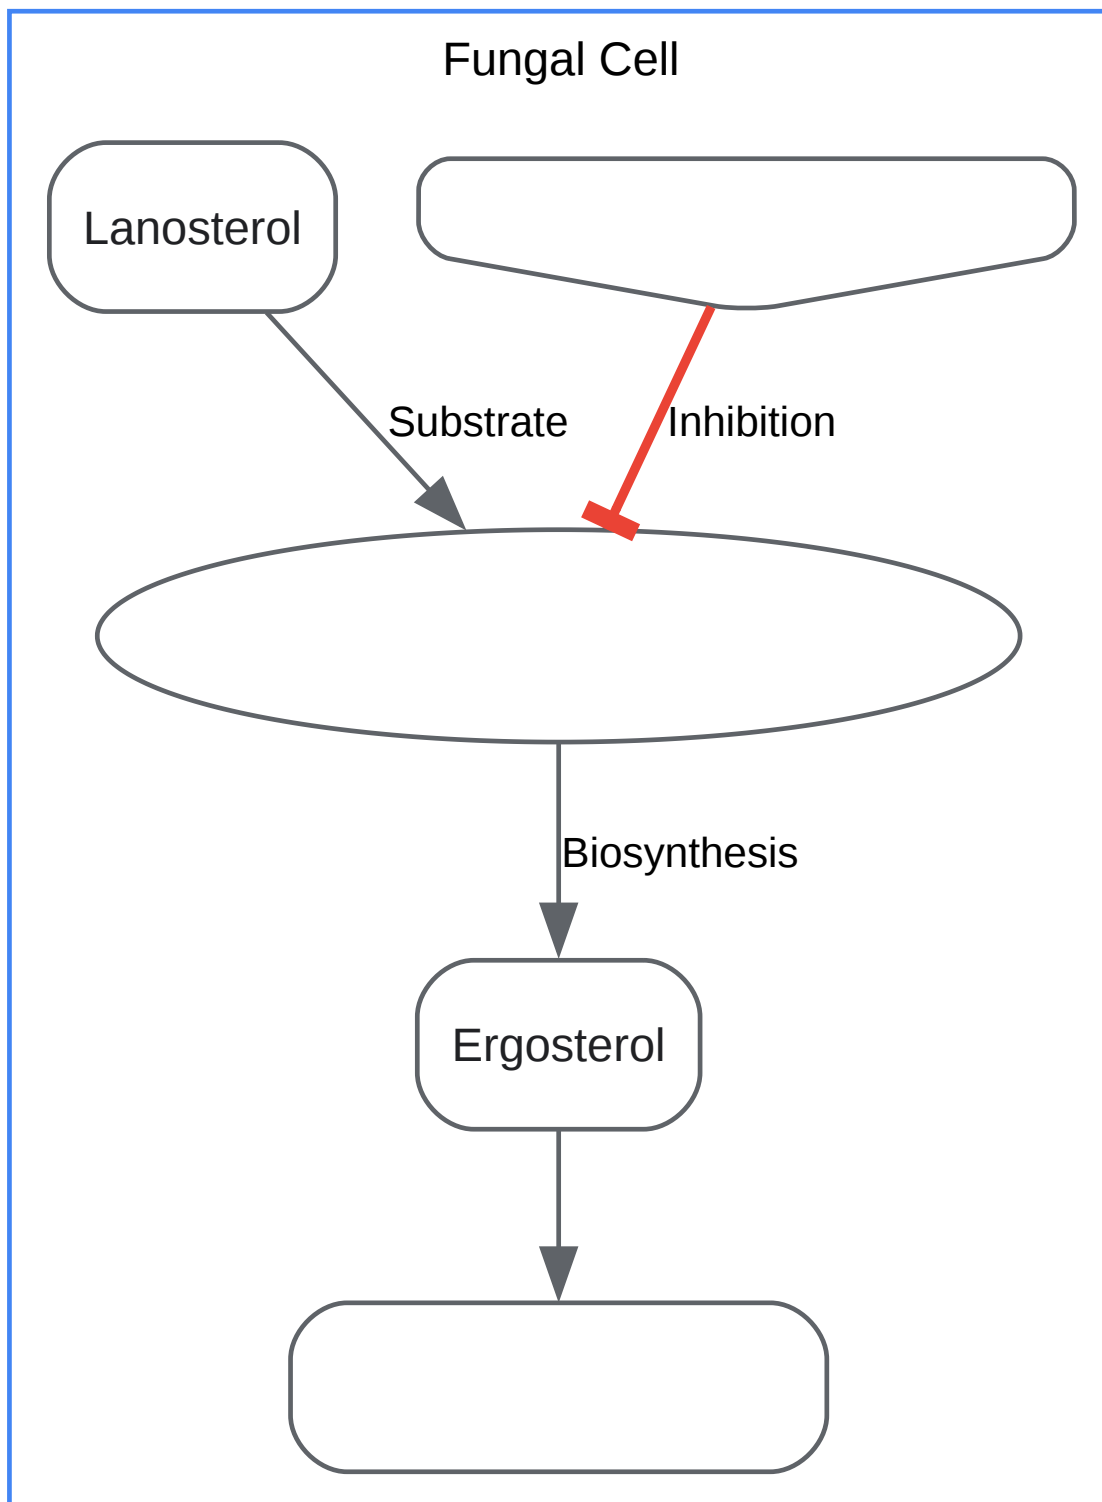 Fungal Cell
Lanosterol
Substrate
Inhibition
Biosynthesis
Ergosterol